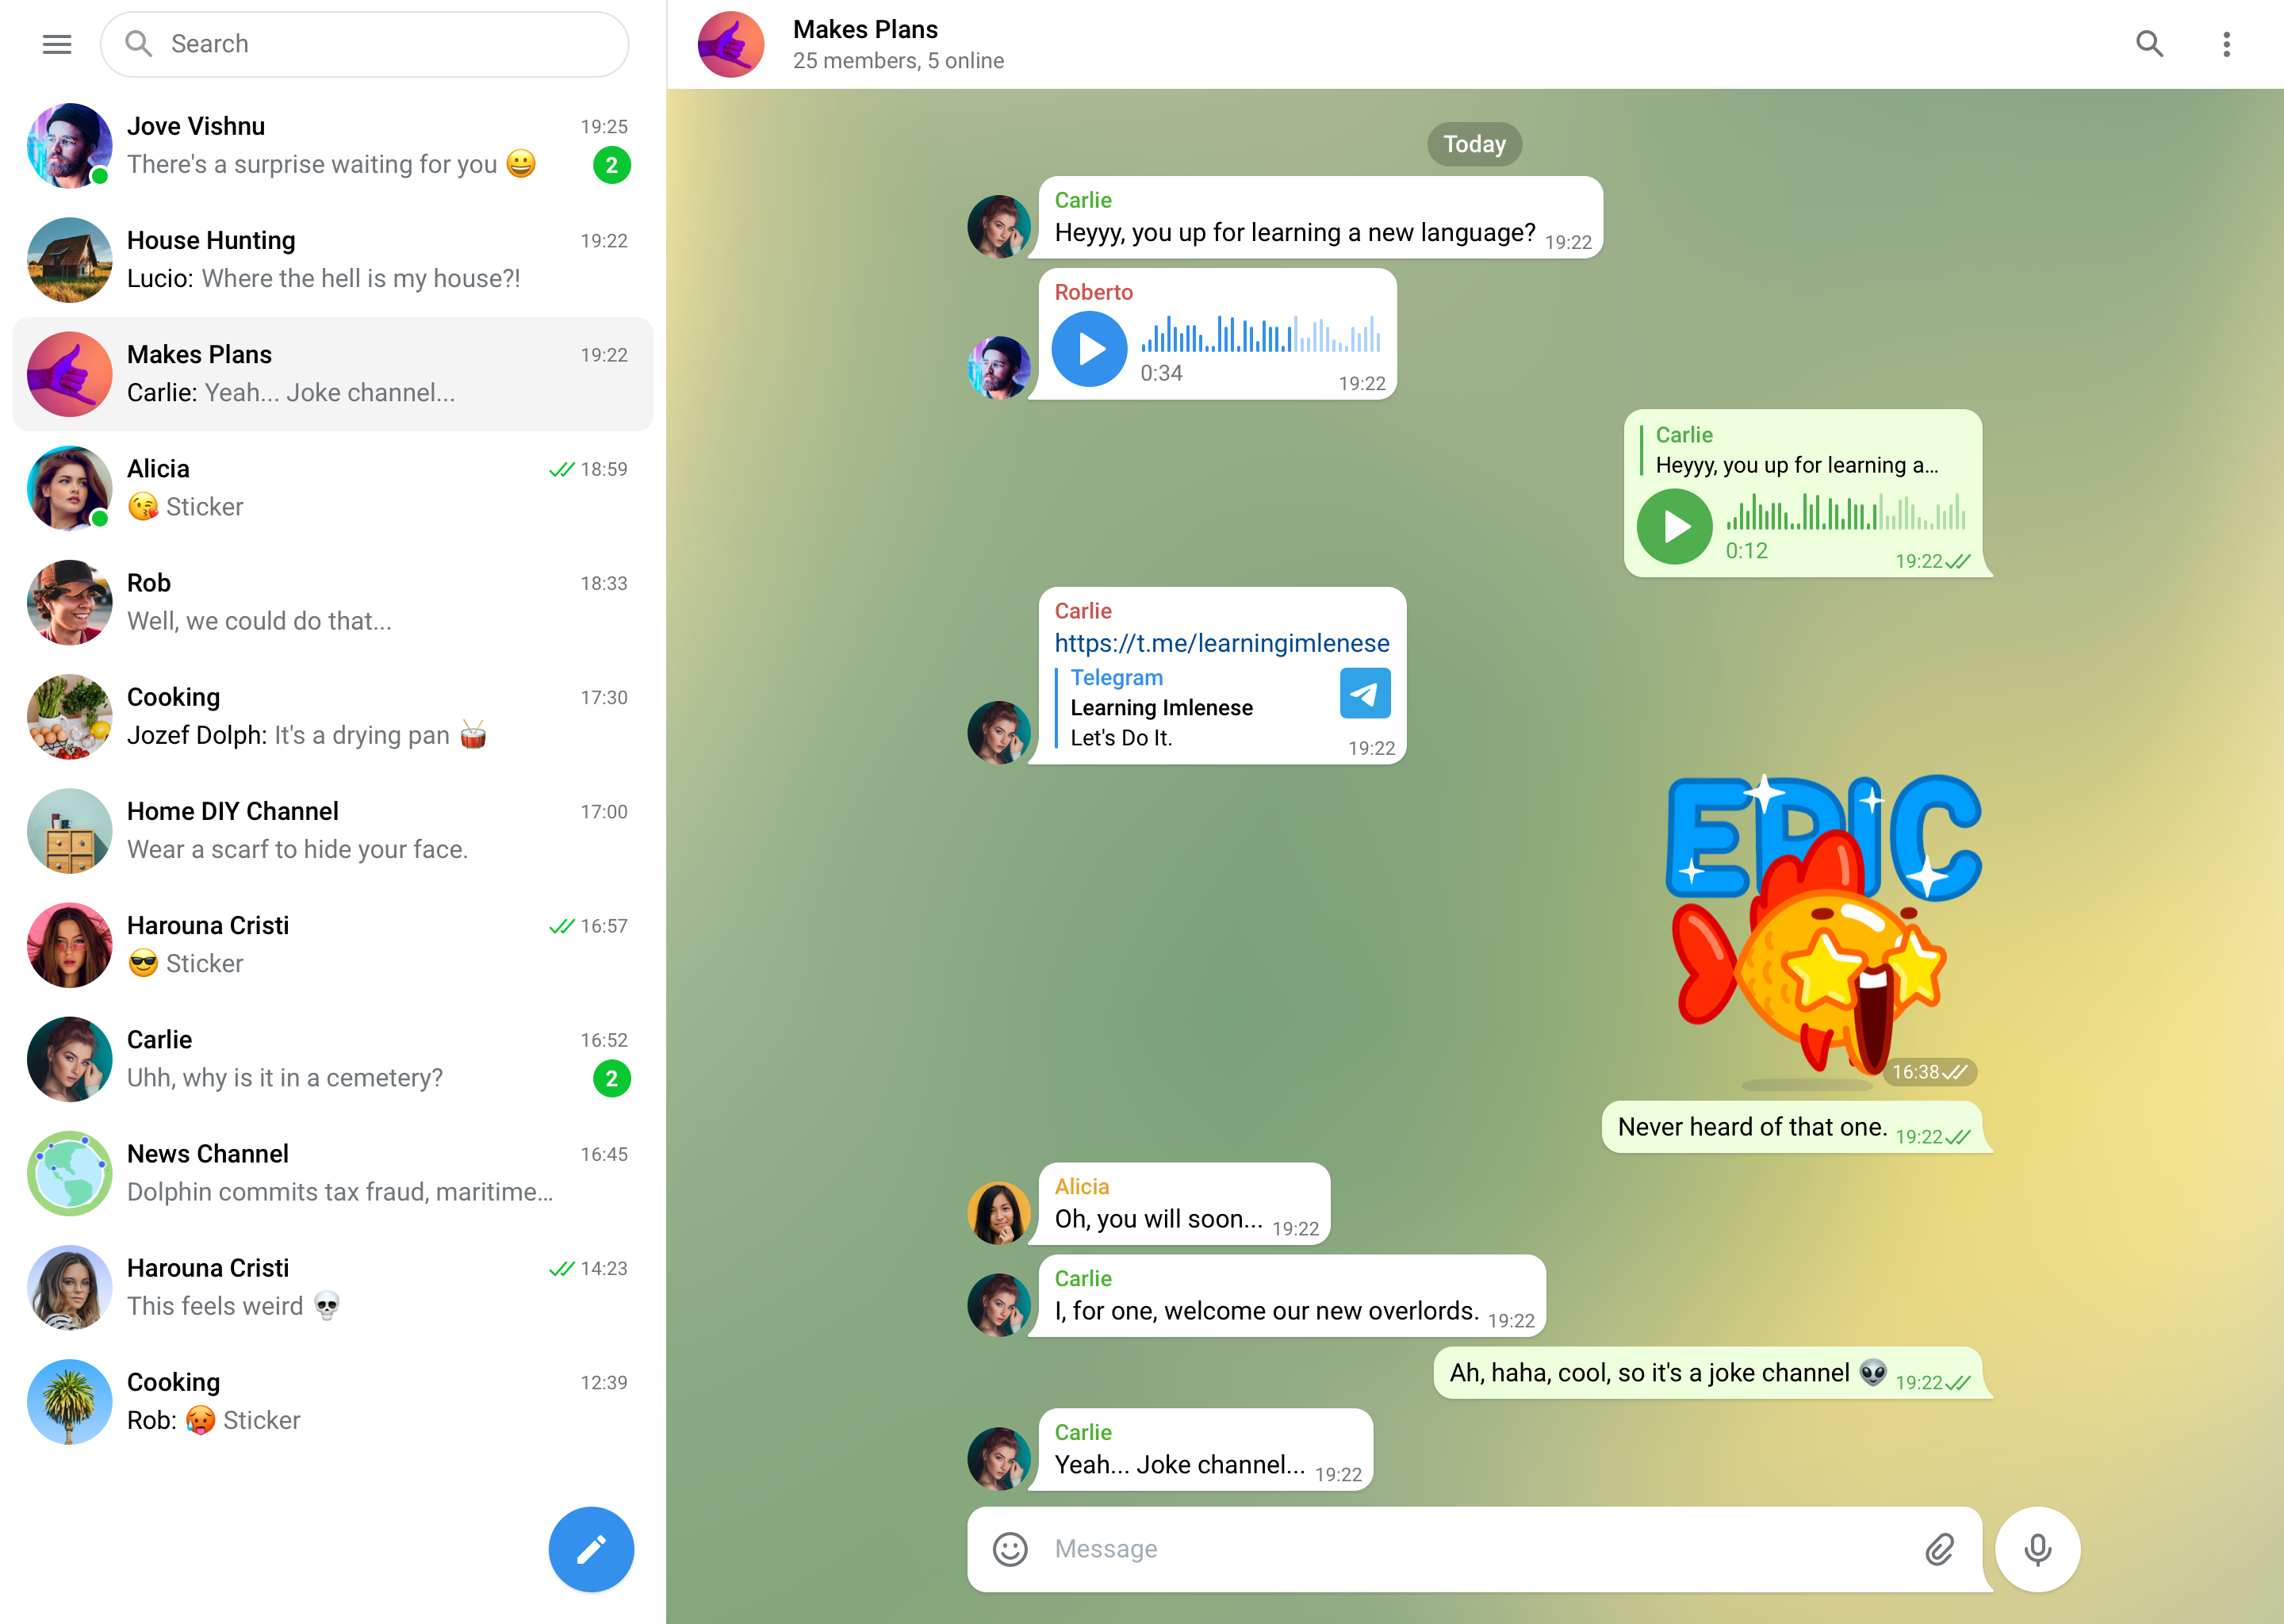 Search
Jove Vishnu 19:25
There's a surprise waiting for you 😀 2
House Hunting 19:22
Lucio: Where the hell is my house?!
Makes Plans 19:22
Carlie: Yeah... Joke channel...
Alicia 18:59
😘 Sticker
Rob 18:33
Well, we could do that...
Cooking 17:30
Jozef Dolph: It's a drying pan 🥁
Home DIY Channel 17:00
Wear a scarf to hide your face.
Harouna Cristi 16:57
😎 Sticker
Carlie 16:52
Uhh, why is it in a cemetery? 2
News Channel 16:45
Dolphin commits tax fraud, maritime...
Harouna Cristi 14:23
This feels weird 💀
Cooking 12:39
Rob: 🥵 Sticker
Makes Plans
25 members, 5 online
Today
Carlie
Heyyy, you up for learning a new language? 19:22
Roberto
0:34 19:22
Carlie
Heyyy, you up for learning a...
0:12 19:22
Carlie
https://t.me/learningimlenese
Telegram
Learning Imlenese
Let's Do It. 19:22
EPIC
16:38
Never heard of that one. 19:22
Alicia
Oh, you will soon... 19:22
Carlie
I, for one, welcome our new overlords. 19:22
Ah, haha, cool, so it's a joke channel 👽 19:22
Carlie
Yeah... Joke channel... 19:22
Message